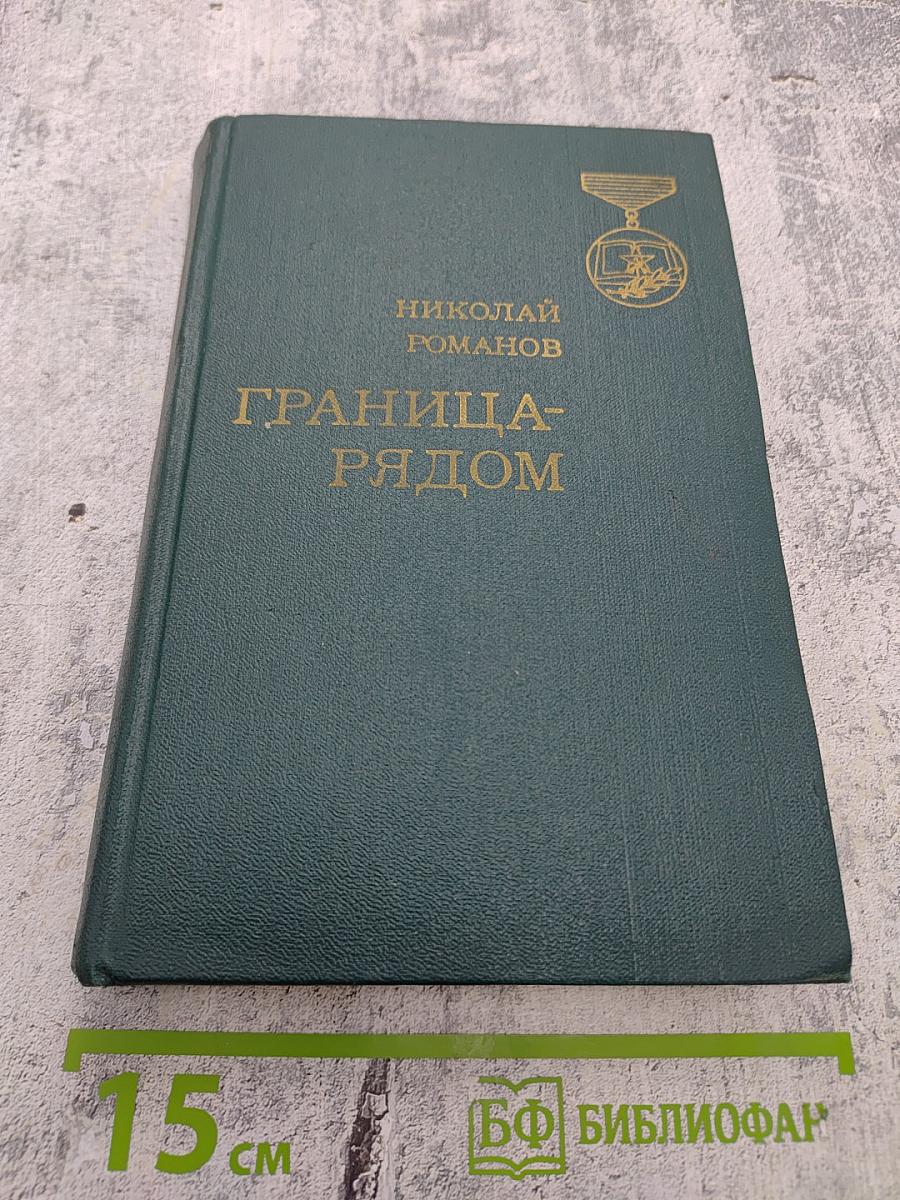 НИКОЛАЙ
РОМАНОВ
ГРАНИЦА-
РЯДОМ
15 см
БФ БИБЛИОФАН